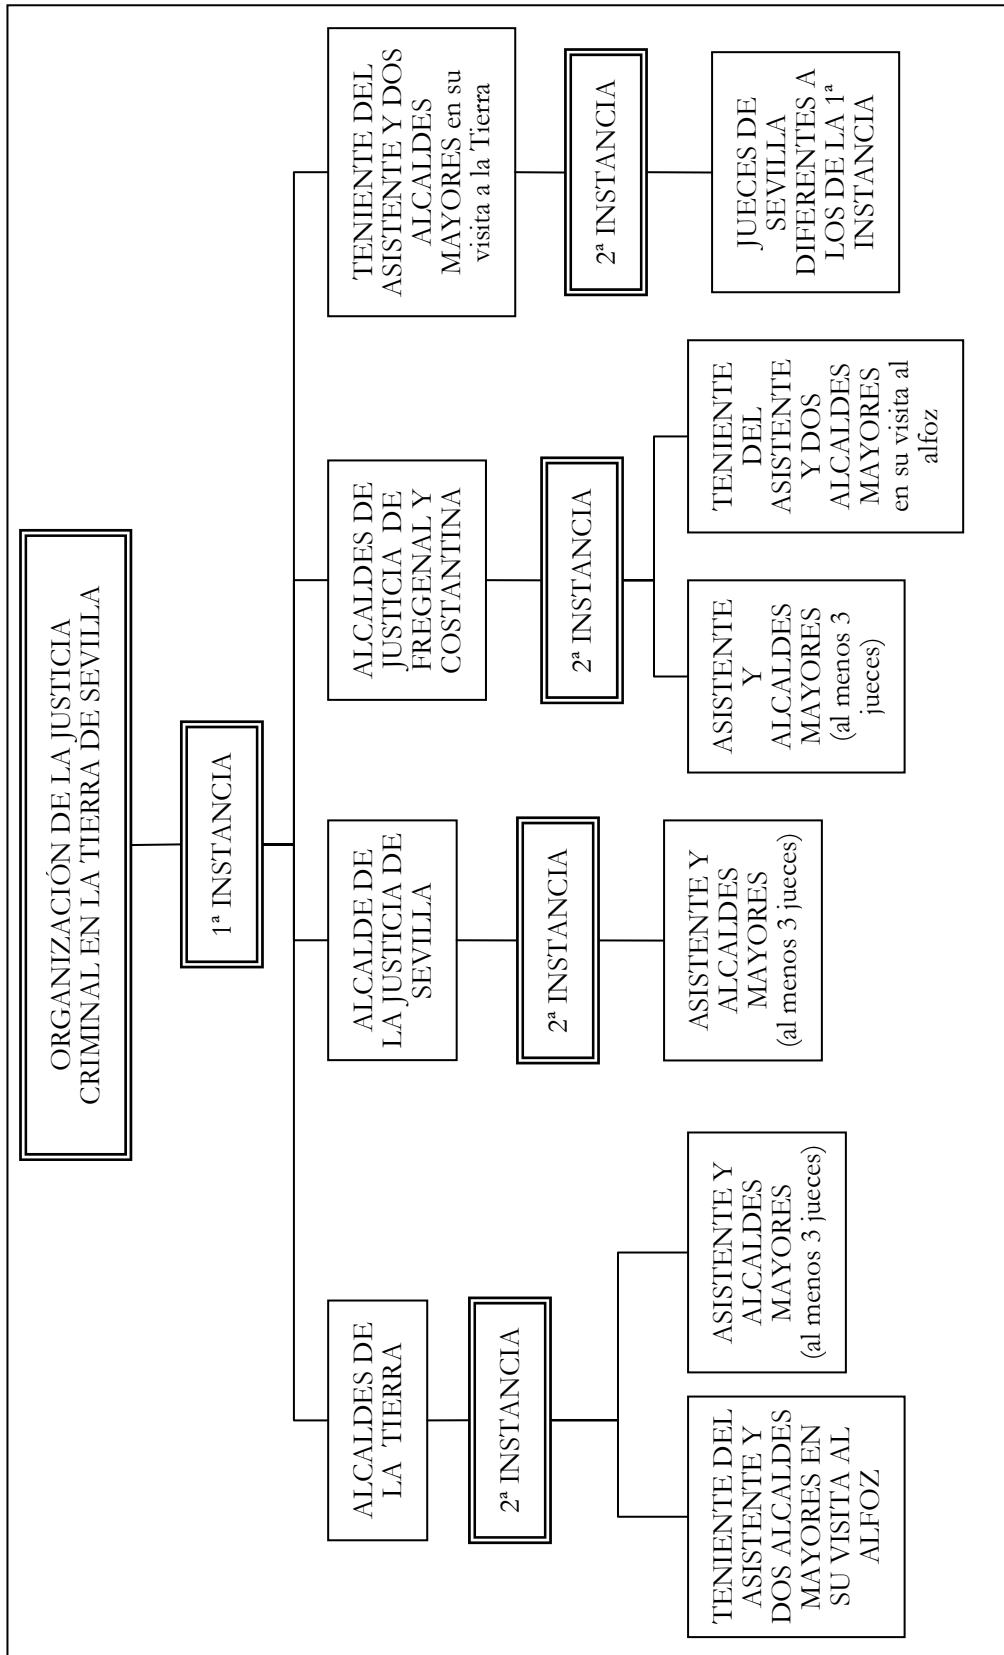 ORGANIZACIÓN DE LA JUSTICIA
CRIMINAL EN LA TIERRA DE SEVILLA
1ª INSTANCIA
ALCALDES DE
LA TIERRA
2ª INSTANCIA
TENIENTE DEL
ASISTENTE Y
DOS ALCALDES
MAYORES EN
SU VISITA AL
ALFOZ
ASISTENTE Y
ALCALDES
MAYORES
(al menos 3 jueces)
ALCALDE DE
LA JUSTICIA DE
SEVILLA
2ª INSTANCIA
ASISTENTE Y
ALCALDES
MAYORES
(al menos 3 jueces)
ALCALDES DE
JUSTICIA DE
FREGENAL Y
COSTANTINA
2ª INSTANCIA
ASISTENTE
Y
ALCALDES
MAYORES
(al menos 3
jueces)
TENIENTE
DEL
ASISTENTE
Y DOS
ALCALDES
MAYORES
en su visita al
alfoz
TENIENTE DEL
ASISTENTE Y DOS
ALCALDES
MAYORES en su
visita a la Tierra
2ª INSTANCIA
JUECES DE
SEVILLA
DIFERENTES A
LOS DE LA 1ª
INSTANCIA